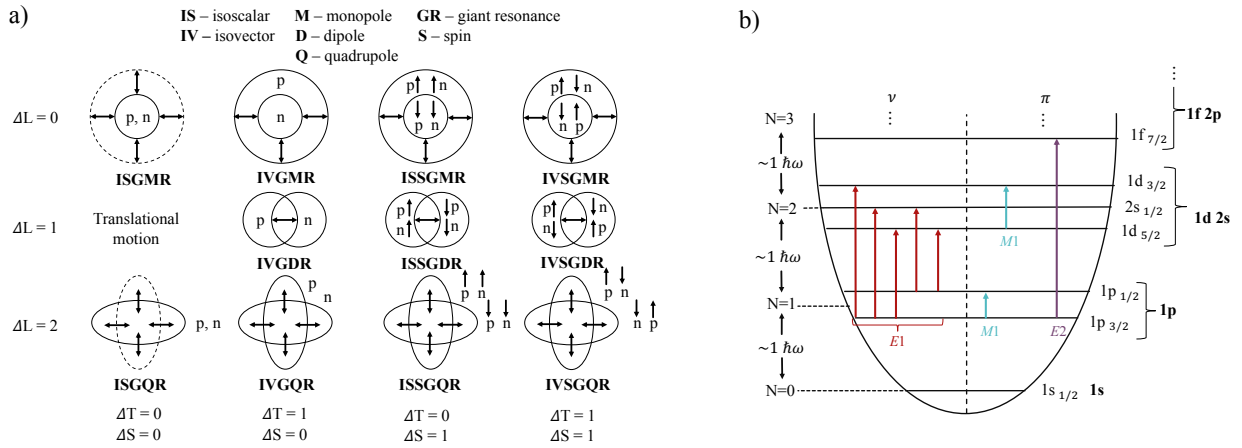 a)
IS – isoscalar M – monopole GR – giant resonance
IV – isovector D – dipole S – spin
Q – quadrupole
ΔL = 0
p, n
ISGMR
p
n
IVGMR
p n
p n
ISSGMR
p n
n p
IVSGMR
ΔL = 1
Translational
motion
p n
IVGDR
p p
n n
ISSGDR
p n
n p
IVSGDR
ΔL = 2
p, n
ISGQR
p
n
IVGQR
p n
p n
ISSGQR
p n
n p
IVSGQR
ΔT = 0 ΔT = 1 ΔT = 0 ΔT = 1
ΔS = 0 ΔS = 0 ΔS = 1 ΔS = 1
b)
ν π
⋮ ⋮ ⋮
N=3
1f 7/2
1f 2p
~1 ħω
1d 3/2
N=2
2s 1/2
1d 5/2
1d 2s
M1
~1 ħω
1p 1/2
N=1
1p 3/2
1p
E1 M1 E2
~1 ħω
N=0
1s 1/2 1s